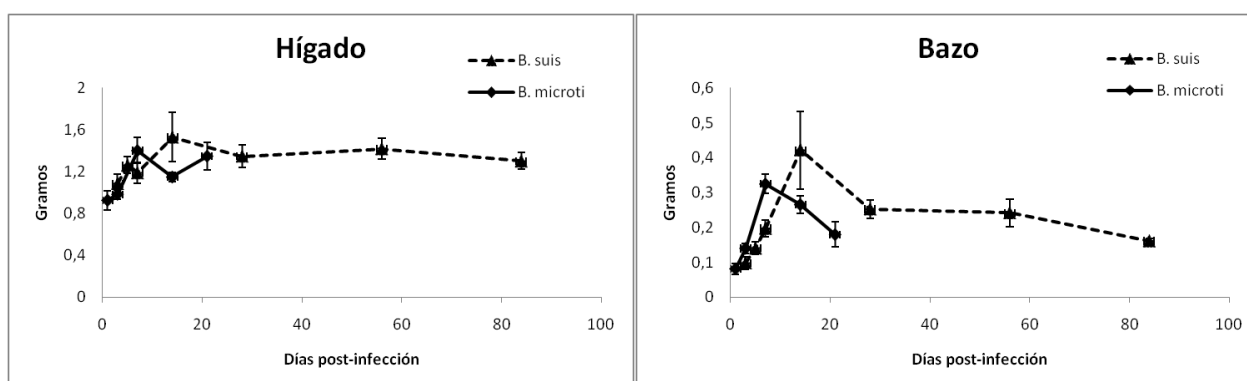 Hígado
B. suis
B. microti
2
1,6
1,2
0,8
0,4
0
Gramos
0 20 40 60 80 100
Días post-infección
Bazo
B. suis
B. microti
0,6
0,5
0,4
0,3
0,2
0,1
0
Gramos
0 20 40 60 80 100
Días post-infección